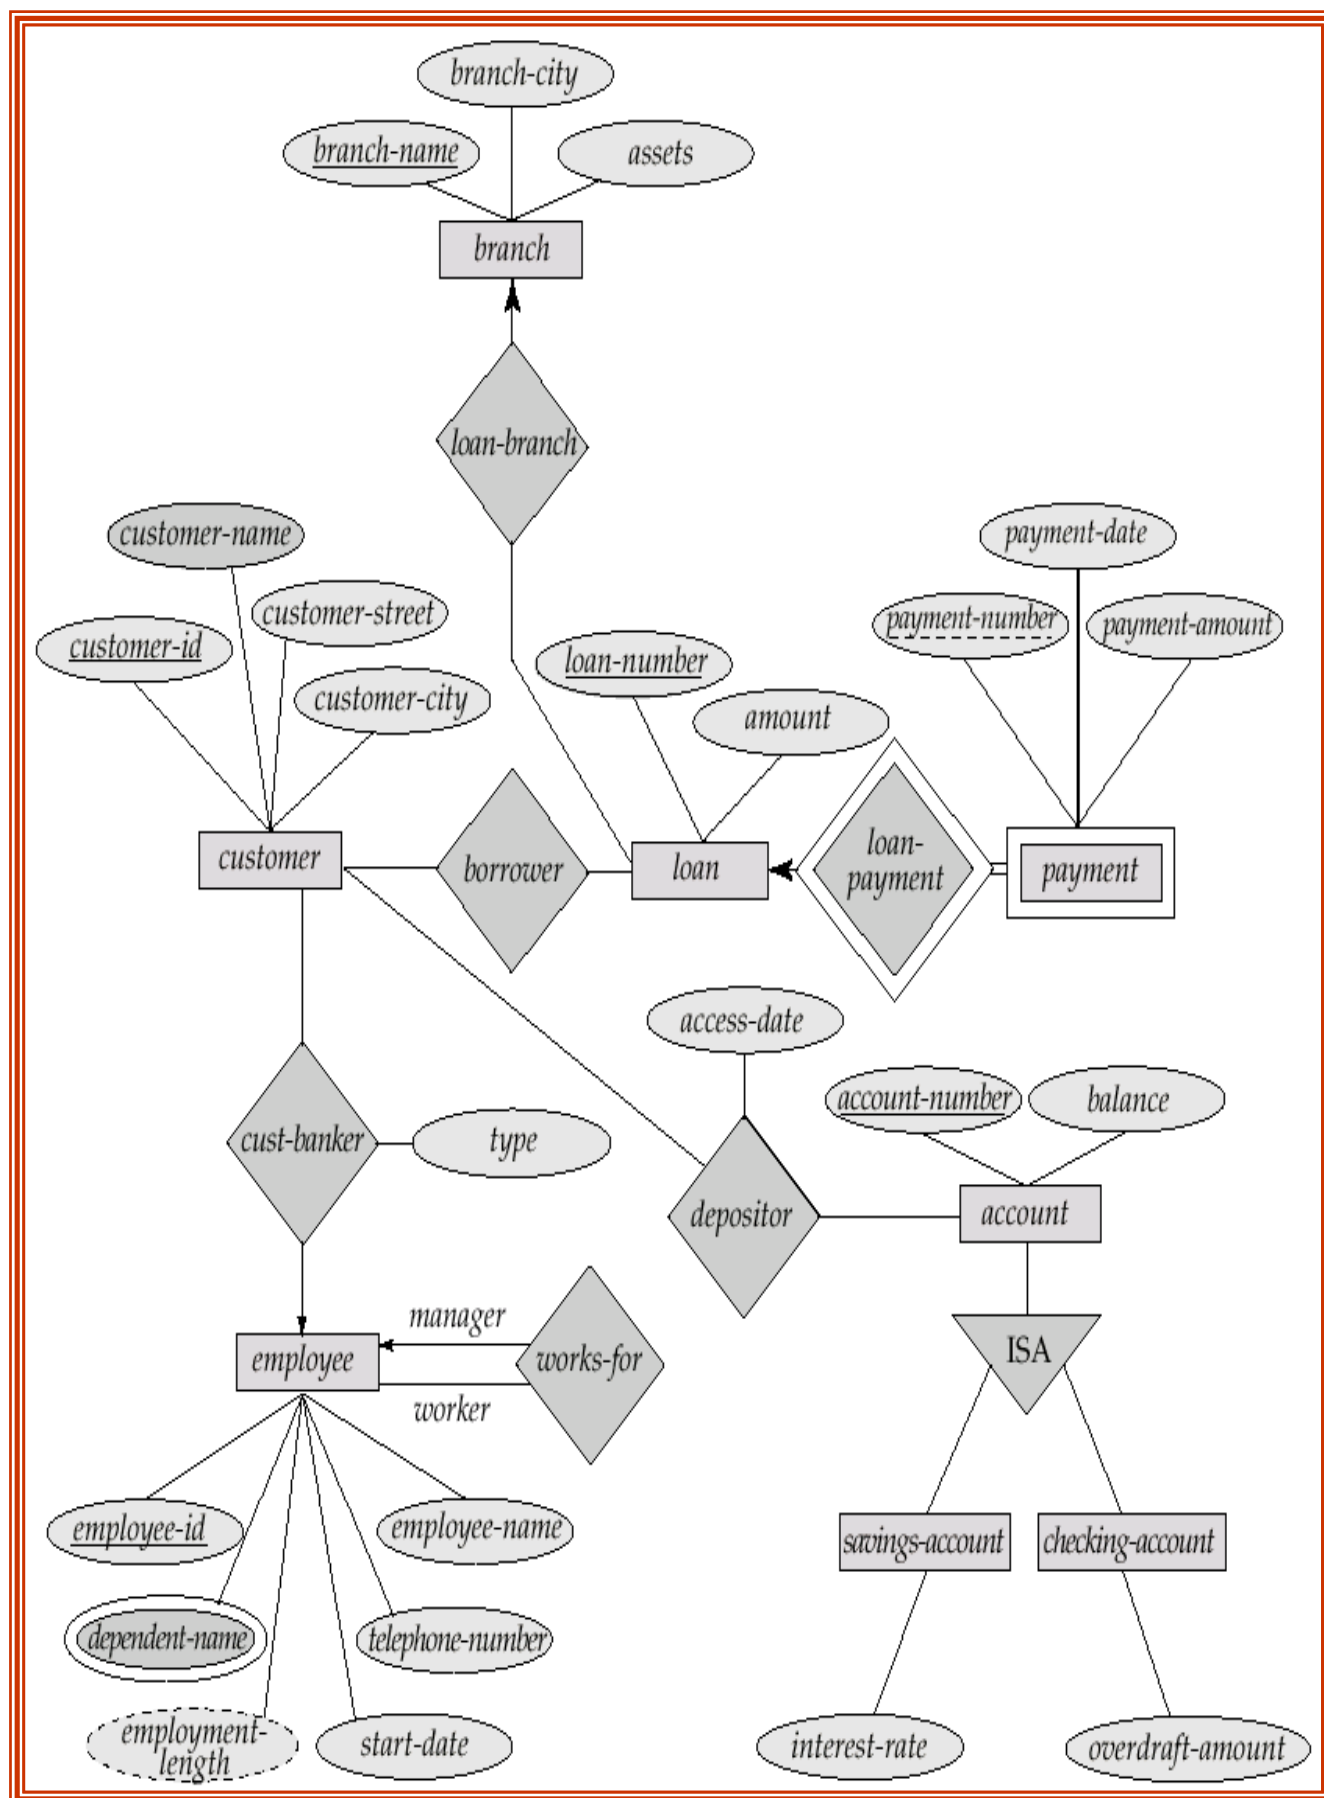 branch-city
branch-name
assets
branch
loan-branch
customer-name
payment-date
customer-street
payment-number
payment-amount
customer-id
loan-number
customer-city
amount
customer
borrower
loan
loan-
payment
payment
access-date
account-number
balance
cust-banker
type
depositor
account
manager
employee
works-for
ISA
worker
employee-id
employee-name
savings-account
checking-account
dependent-name
telephone-number
employment-
length
start-date
interest-rate
overdraft-amount